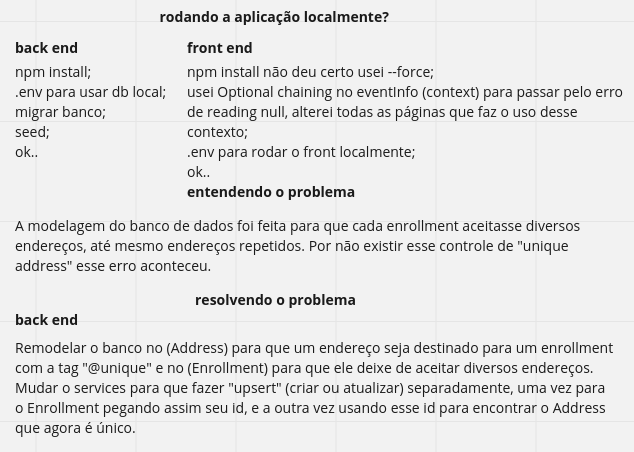 rodando a aplicação localmente?
back end
npm install;
.env para usar db local;
migrar banco;
seed;
ok..
front end
npm install não deu certo usei --force;
usei Optional chaining no eventInfo (context) para passar pelo erro
de reading null, alterei todas as páginas que faz o uso desse
contexto;
.env para rodar o front localmente;
ok..
entendendo o problema
A modelagem do banco de dados foi feita para que cada enrollment aceitasse diversos
endereços, até mesmo endereços repetidos. Por não existir esse controle de "unique
address" esse erro aconteceu.
resolvendo o problema
back end
Remodelar o banco no (Address) para que um endereço seja destinado para um enrollment
com a tag "@unique" e no (Enrollment) para que ele deixe de aceitar diversos endereços.
Mudar o services para que fazer "upsert" (criar ou atualizar) separadamente, uma vez para
o Enrollment pegando assim seu id, e a outra vez usando esse id para encontrar o Address
que agora é único.